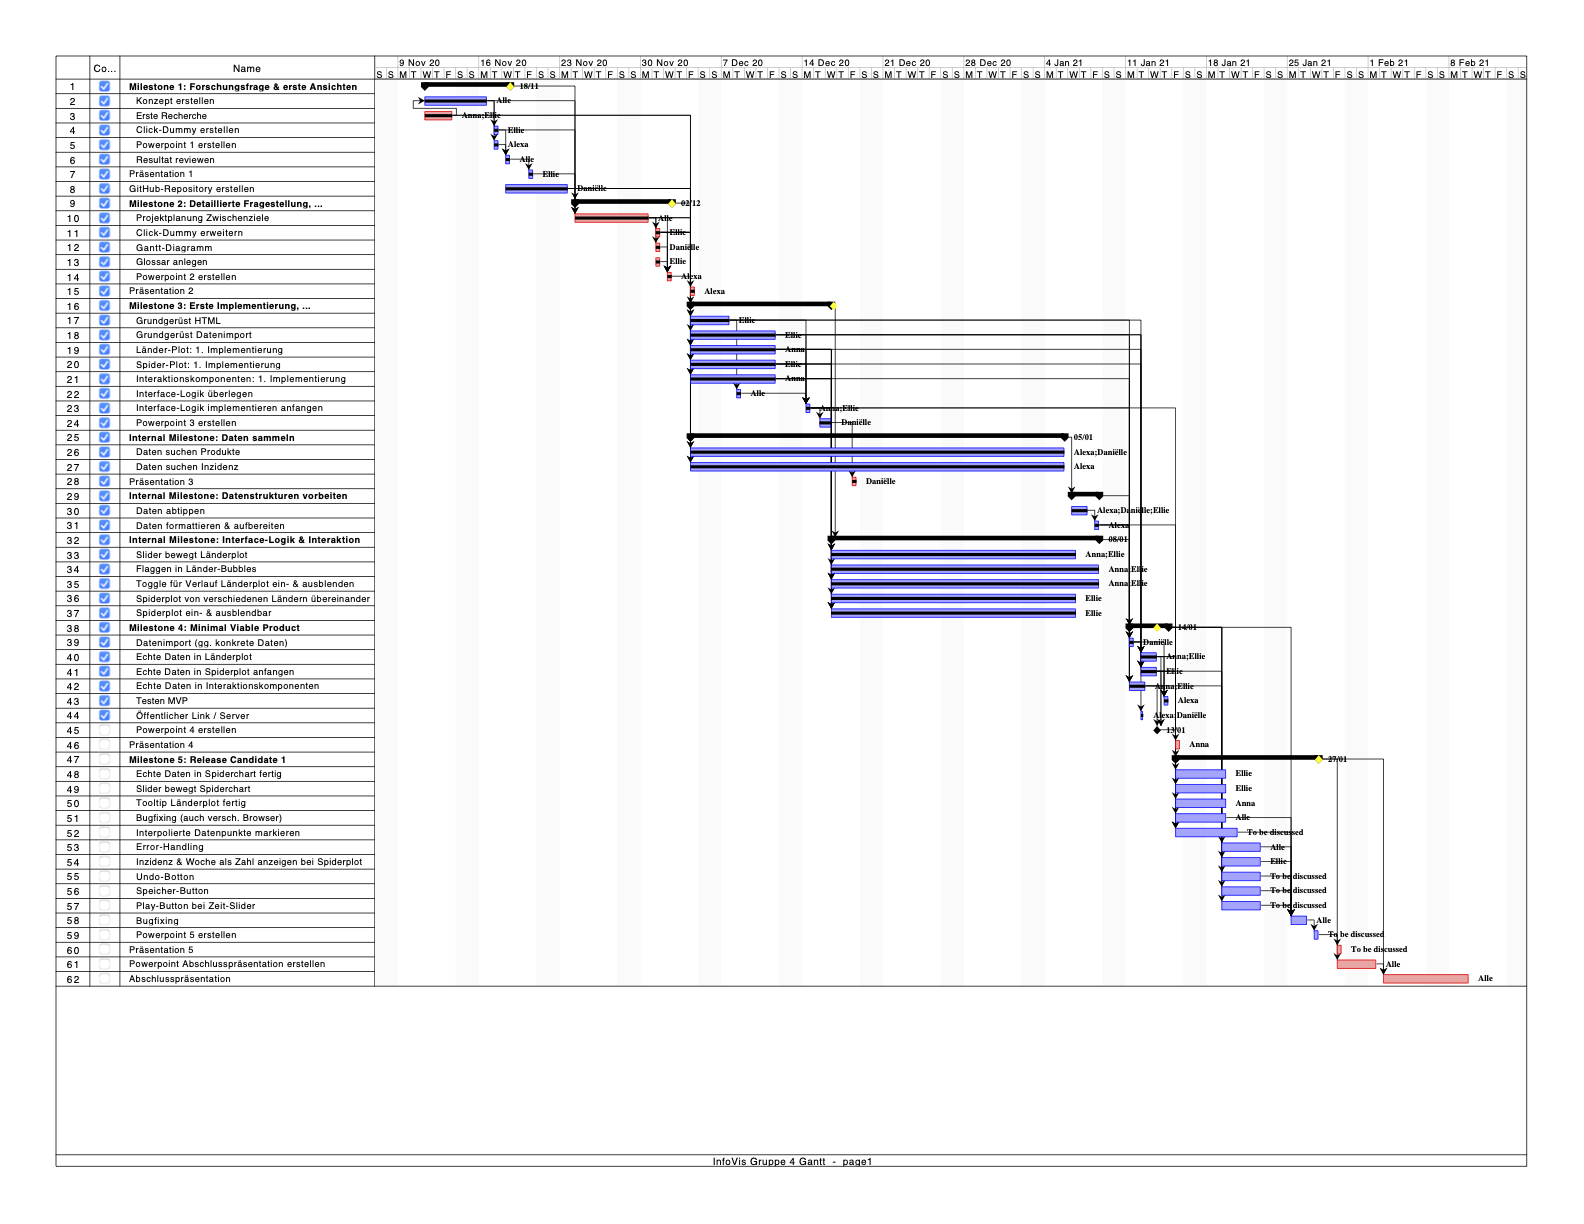 Co... Name 9 Nov 20 16 Nov 20 23 Nov 20 30 Nov 20 7 Dec 20 14 Dec 20 21 Dec 20 28 Dec 20 4 Jan 21 11 Jan 21 18 Jan 21 25 Jan 21 1 Feb 21 8 Feb 21
S S M T W T F S S M T W T F S S M T W T F S S M T W T F S S M T W T F S S M T W T F S S M T W T F S S M T W T F S S M T W T F S S M T W T F S S M T W T F S S M T W T F S S M T W T F S S M T W T F S S
1 Milestone 1: Forschungsfrage & erste Ansichten 18/11
2 Konzept erstellen Alle
3 Erste Recherche Anna;Ellie
4 Click-Dummy erstellen Ellie
5 Powerpoint 1 erstellen Alexa
6 Resultat reviewen Alle
7 Präsentation 1 Ellie
8 GitHub-Repository erstellen Daniëlle
9 Milestone 2: Detaillierte Fragestellung, ... 02/12
10 Projektplanung Zwischenziele Alle
11 Click-Dummy erweitern Ellie
12 Gantt-Diagramm Daniëlle
13 Glossar anlegen Ellie
14 Powerpoint 2 erstellen Alexa
15 Präsentation 2 Alexa
16 Milestone 3: Erste Implementierung, ...
17 Grundgerüst HTML Ellie
18 Grundgerüst Datenimport Ellie
19 Länder-Plot: 1. Implementierung Anna
20 Spider-Plot: 1. Implementierung Ellie
21 Interaktionskomponenten: 1. Implementierung Anna
22 Interface-Logik überlegen Alle
23 Interface-Logik implementieren anfangen Anna;Ellie
24 Powerpoint 3 erstellen Daniëlle
25 Internal Milestone: Daten sammeln 05/01
26 Daten suchen Produkte Alexa;Daniëlle
27 Daten suchen Inzidenz Alexa
28 Präsentation 3 Daniëlle
29 Internal Milestone: Datenstrukturen vorbeiten
30 Daten abtippen Alexa;Daniëlle;Ellie
31 Daten formattieren & aufbereiten Alexa
32 Internal Milestone: Interface-Logik & Interaktion 08/01
33 Slider bewegt Länderplot Anna;Ellie
34 Flaggen in Länder-Bubbles Anna;Ellie
35 Toggle für Verlauf Länderplot ein- & ausblenden Anna;Ellie
36 Spiderplot von verschiedenen Ländern übereinander Ellie
37 Spiderplot ein- & ausblendbar Ellie
38 Milestone 4: Minimal Viable Product 14/01
39 Datenimport (gg. konkrete Daten) Daniëlle
40 Echte Daten in Länderplot Anna;Ellie
41 Echte Daten in Spiderplot anfangen Ellie
42 Echte Daten in Interaktionskomponenten Anna;Ellie
43 Testen MVP Alexa
44 Öffentlicher Link / Server Alexa;Daniëlle
45 Powerpoint 4 erstellen 13/01
46 Präsentation 4 Anna
47 Milestone 5: Release Candidate 1 27/01
48 Echte Daten in Spiderchart fertig Ellie
49 Slider bewegt Spiderchart Ellie
50 Tooltip Länderplot fertig Anna
51 Bugfixing (auch versch. Browser) Alle
52 Interpolierte Datenpunkte markieren To be discussed
53 Error-Handling Alle
54 Inzidenz & Woche als Zahl anzeigen bei Spiderplot Ellie
55 Undo-Botton To be discussed
56 Speicher-Button To be discussed
57 Play-Button bei Zeit-Slider To be discussed
58 Bugfixing Alle
59 Powerpoint 5 erstellen To be discussed
60 Präsentation 5 To be discussed
61 Powerpoint Abschlusspräsentation erstellen Alle
62 Abschlusspräsentation Alle
InfoVis Gruppe 4 Gantt - page1